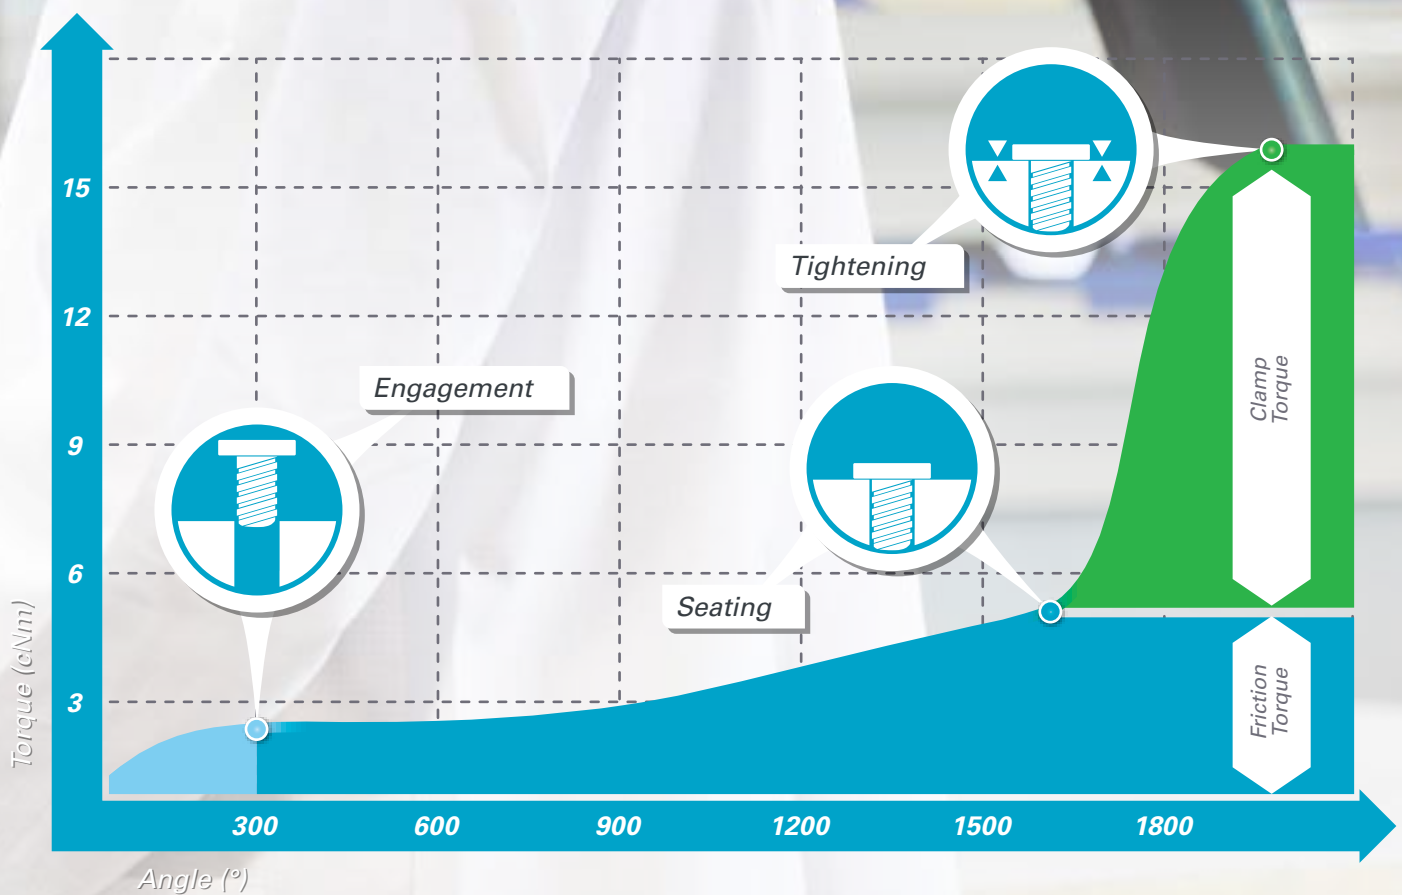 15
12
9
6
3
Torque (cNm)
Engagement
Tightening
Seating
Clamp
Torque
Friction
Torque
300 600 900 1200 1500 1800
Angle (º)